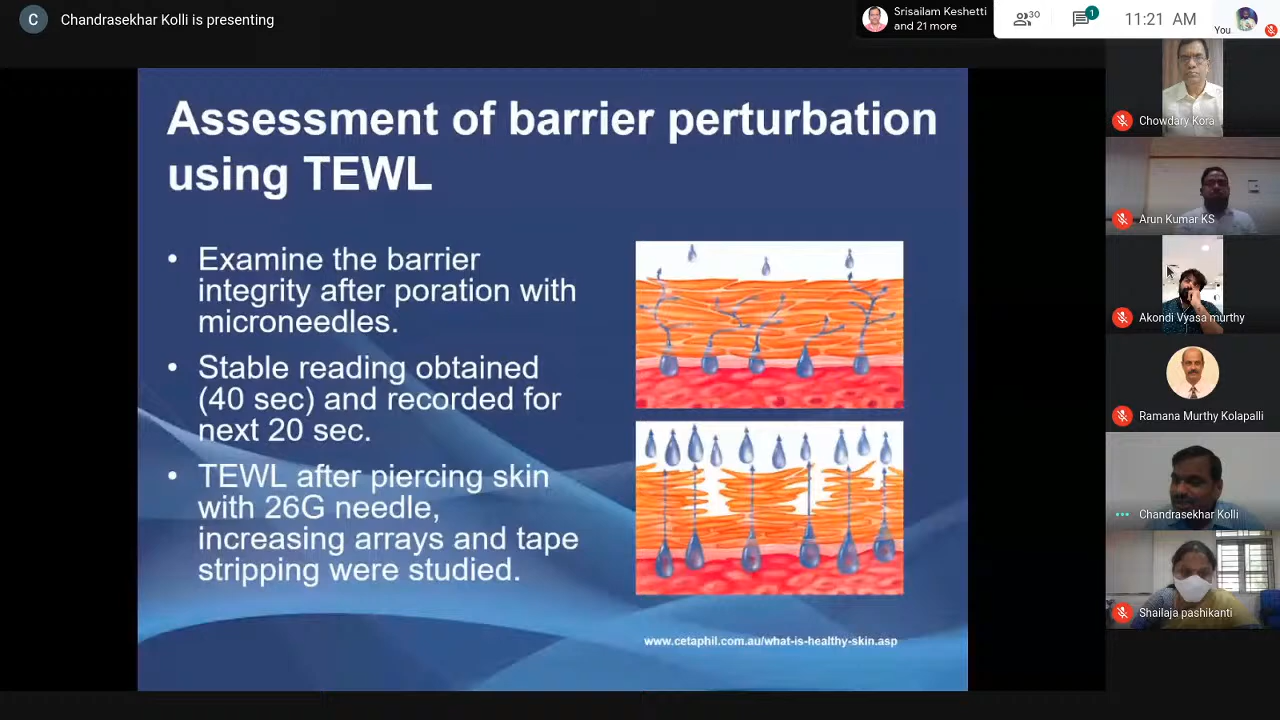 C
Chandrasekhar Kolli is presenting
Srisailam Keshetti
and 21 more
30
1
11:21 AM
You
Assessment of barrier perturbation
using TEWL
• Examine the barrier
integrity after poration with
microneedles.
• Stable reading obtained
(40 sec) and recorded for
next 20 sec.
• TEWL after piercing skin
with 26G needle,
increasing arrays and tape
stripping were studied.
www.cetaphil.com.au/what-is-healthy-skin.asp
Chowdary Kora
Arun Kumar KS
Akondi Vyasa murthy
Ramana Murthy Kolapalli
Chandrasekhar Kolli
Shailaja pashikanti